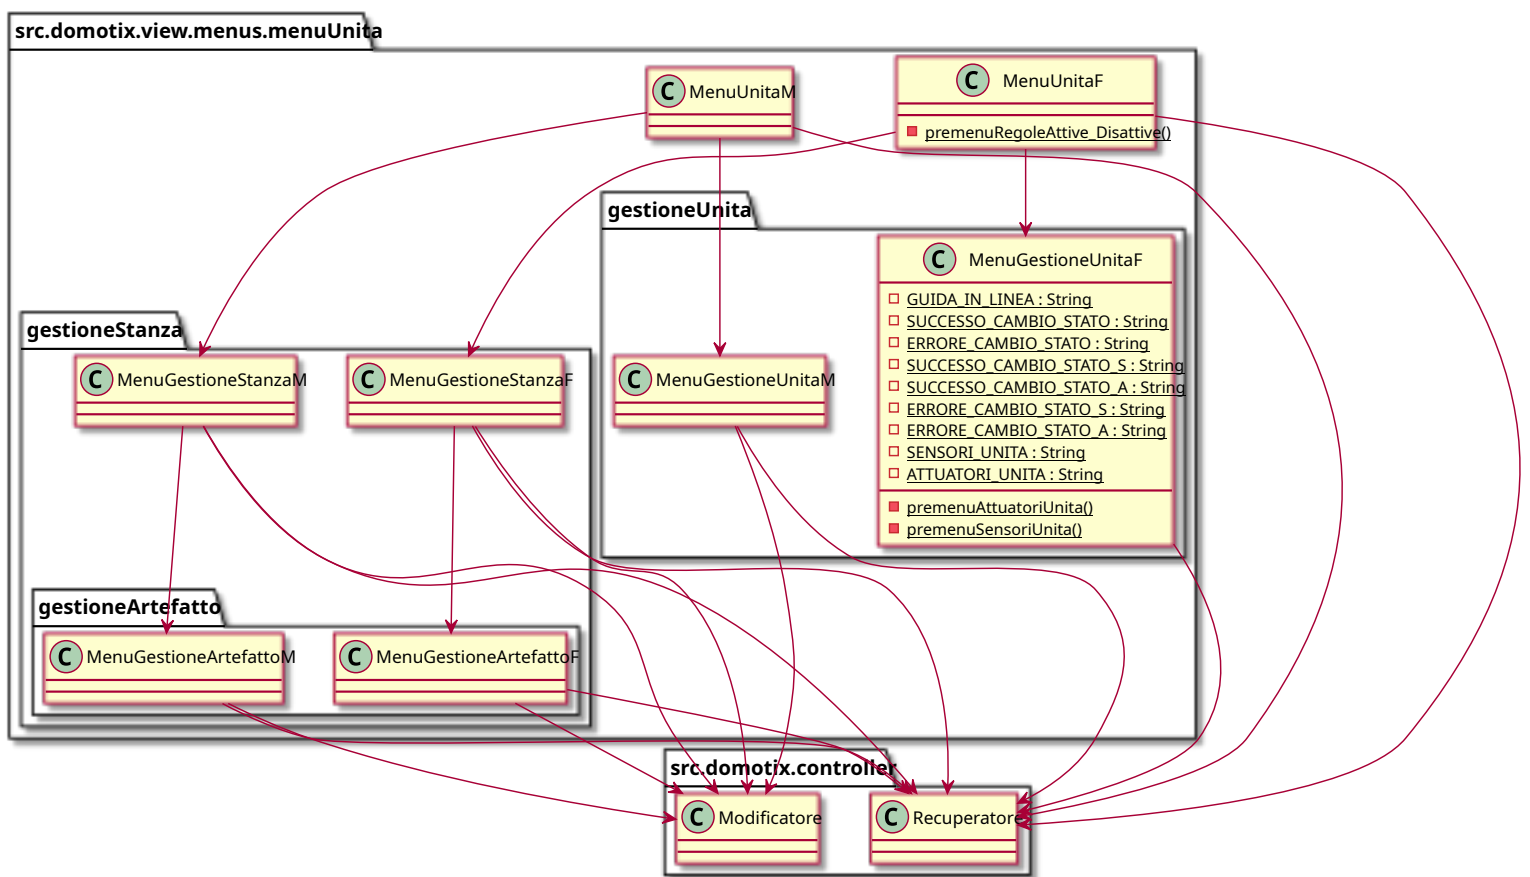 src.domotix.view.menus.menuUnita
C MenuUnitaM
C MenuUnitaF
premenuRegoleAttive_Disattive()
gestioneUnita
C MenuGestioneUnitaF
GUIDA_IN_LINEA : String
SUCCESSO_CAMBIO_STATO : String
ERRORE_CAMBIO_STATO : String
SUCCESSO_CAMBIO_STATO_S : String
SUCCESSO_CAMBIO_STATO_A : String
ERRORE_CAMBIO_STATO_S : String
ERRORE_CAMBIO_STATO_A : String
SENSORI_UNITA : String
ATTUATORI_UNITA : String
premenuAttuatoriUnita()
premenuSensoriUnita()
C MenuGestioneUnitaM
gestioneStanza
C MenuGestioneStanzaM
C MenuGestioneStanzaF
gestioneArtefatto
C MenuGestioneArtefattoM
C MenuGestioneArtefattoF
src.domotix.controller
C Modificatore
C Recuperatore